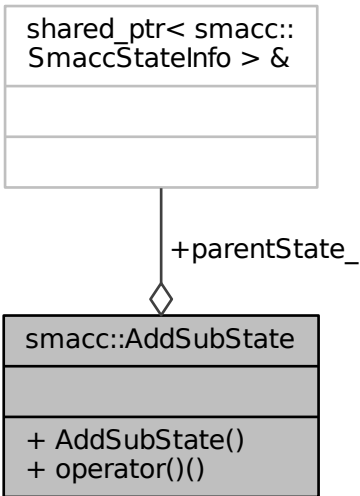 shared_ptr< smacc::
SmaccStateInfo > &
+parentState_
smacc::AddSubState
+ AddSubState()
+ operator()()